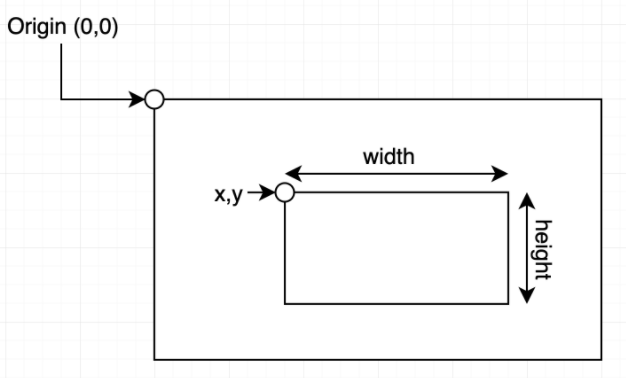 Origin (0,0)
width
x,y
height